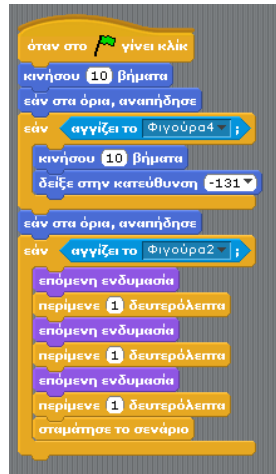 όταν στο γίνει κλικ
κινήσου 10 βήματα
εάν στα όρια, αναπήδησε
εάν αγγίζει το Φιγούρα4 ;
κινήσου 10 βήματα
δείξε στην κατεύθυνση -131
εάν στα όρια, αναπήδησε
εάν αγγίζει το Φιγούρα2 ;
επόμενη ενδυμασία
περίμενε 1 δευτερόλεπτα
επόμενη ενδυμασία
περίμενε 1 δευτερόλεπτα
επόμενη ενδυμασία
περίμενε 1 δευτερόλεπτα
σταμάτησε το σενάριο